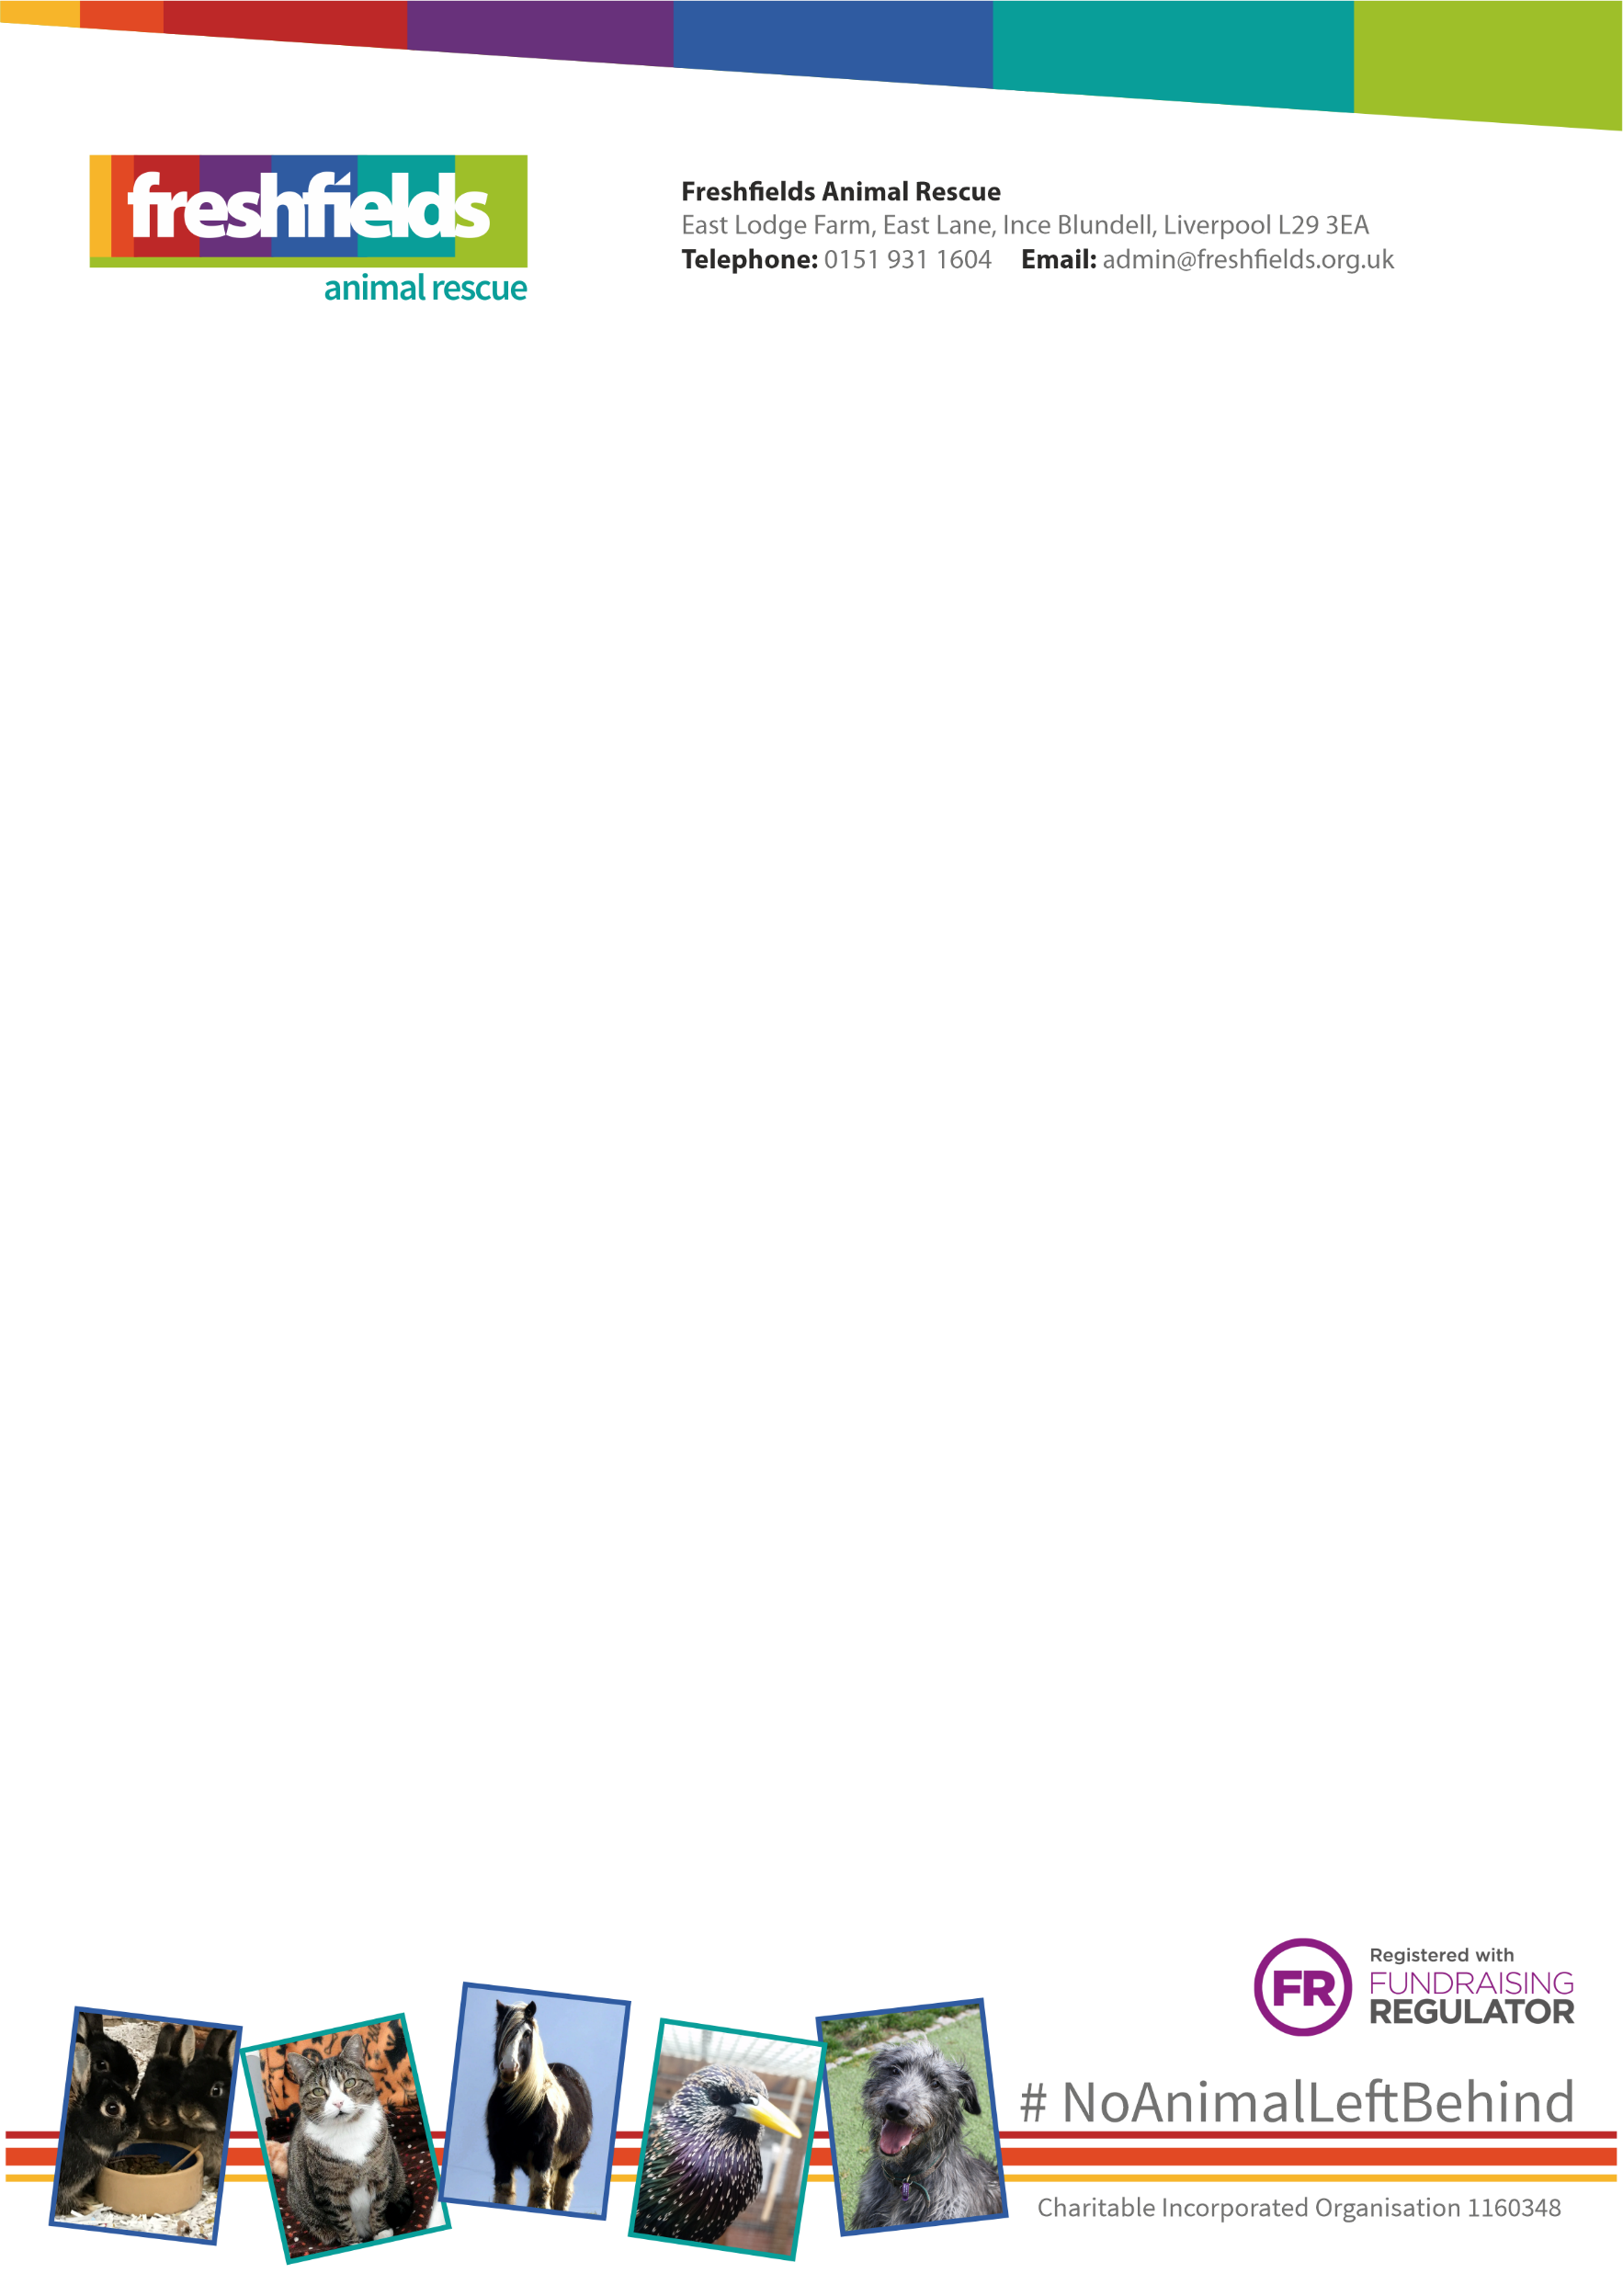 freshfields
animal rescue
Freshfields Animal Rescue
East Lodge Farm, East Lane, Ince Blundell, Liverpool L29 3EA
Telephone: 0151 931 1604 Email: admin@freshfields.org.uk
FR
Registered with
FUNDRAISING
REGULATOR
# NoAnimalLeftBehind
Charitable Incorporated Organisation 1160348